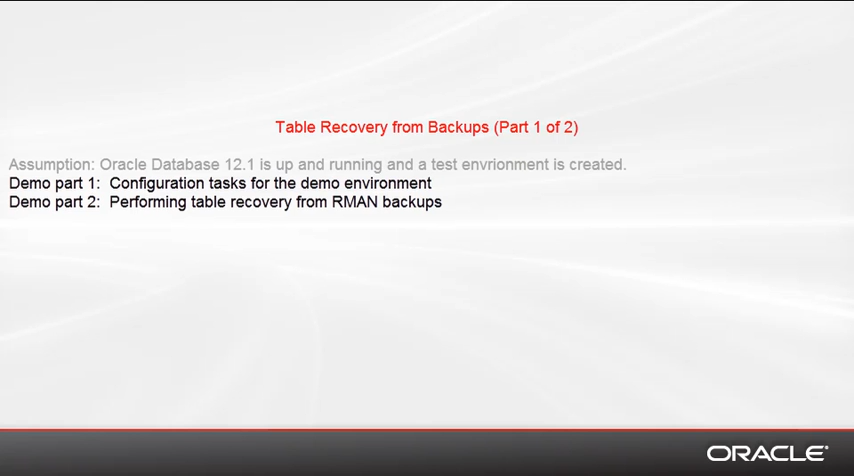 Table Recovery from Backups (Part 1 of 2)
Assumption: Oracle Database 12.1 is up and running and a test envrionment is created.
Demo part 1: Configuration tasks for the demo environment
Demo part 2: Performing table recovery from RMAN backups
ORACLE®